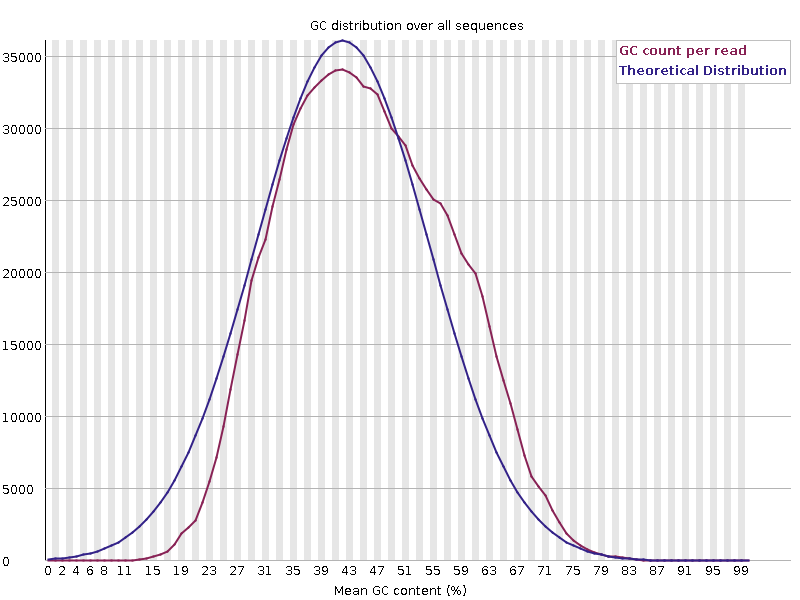 GC distribution over all sequences
GC count per read
Theoretical Distribution
35000
30000
25000
20000
15000
10000
5000
0
0 2 4 6 8 11 15 19 23 27 31 35 39 43 47 51 55 59 63 67 71 75 79 83 87 91 95 99
Mean GC content (%)